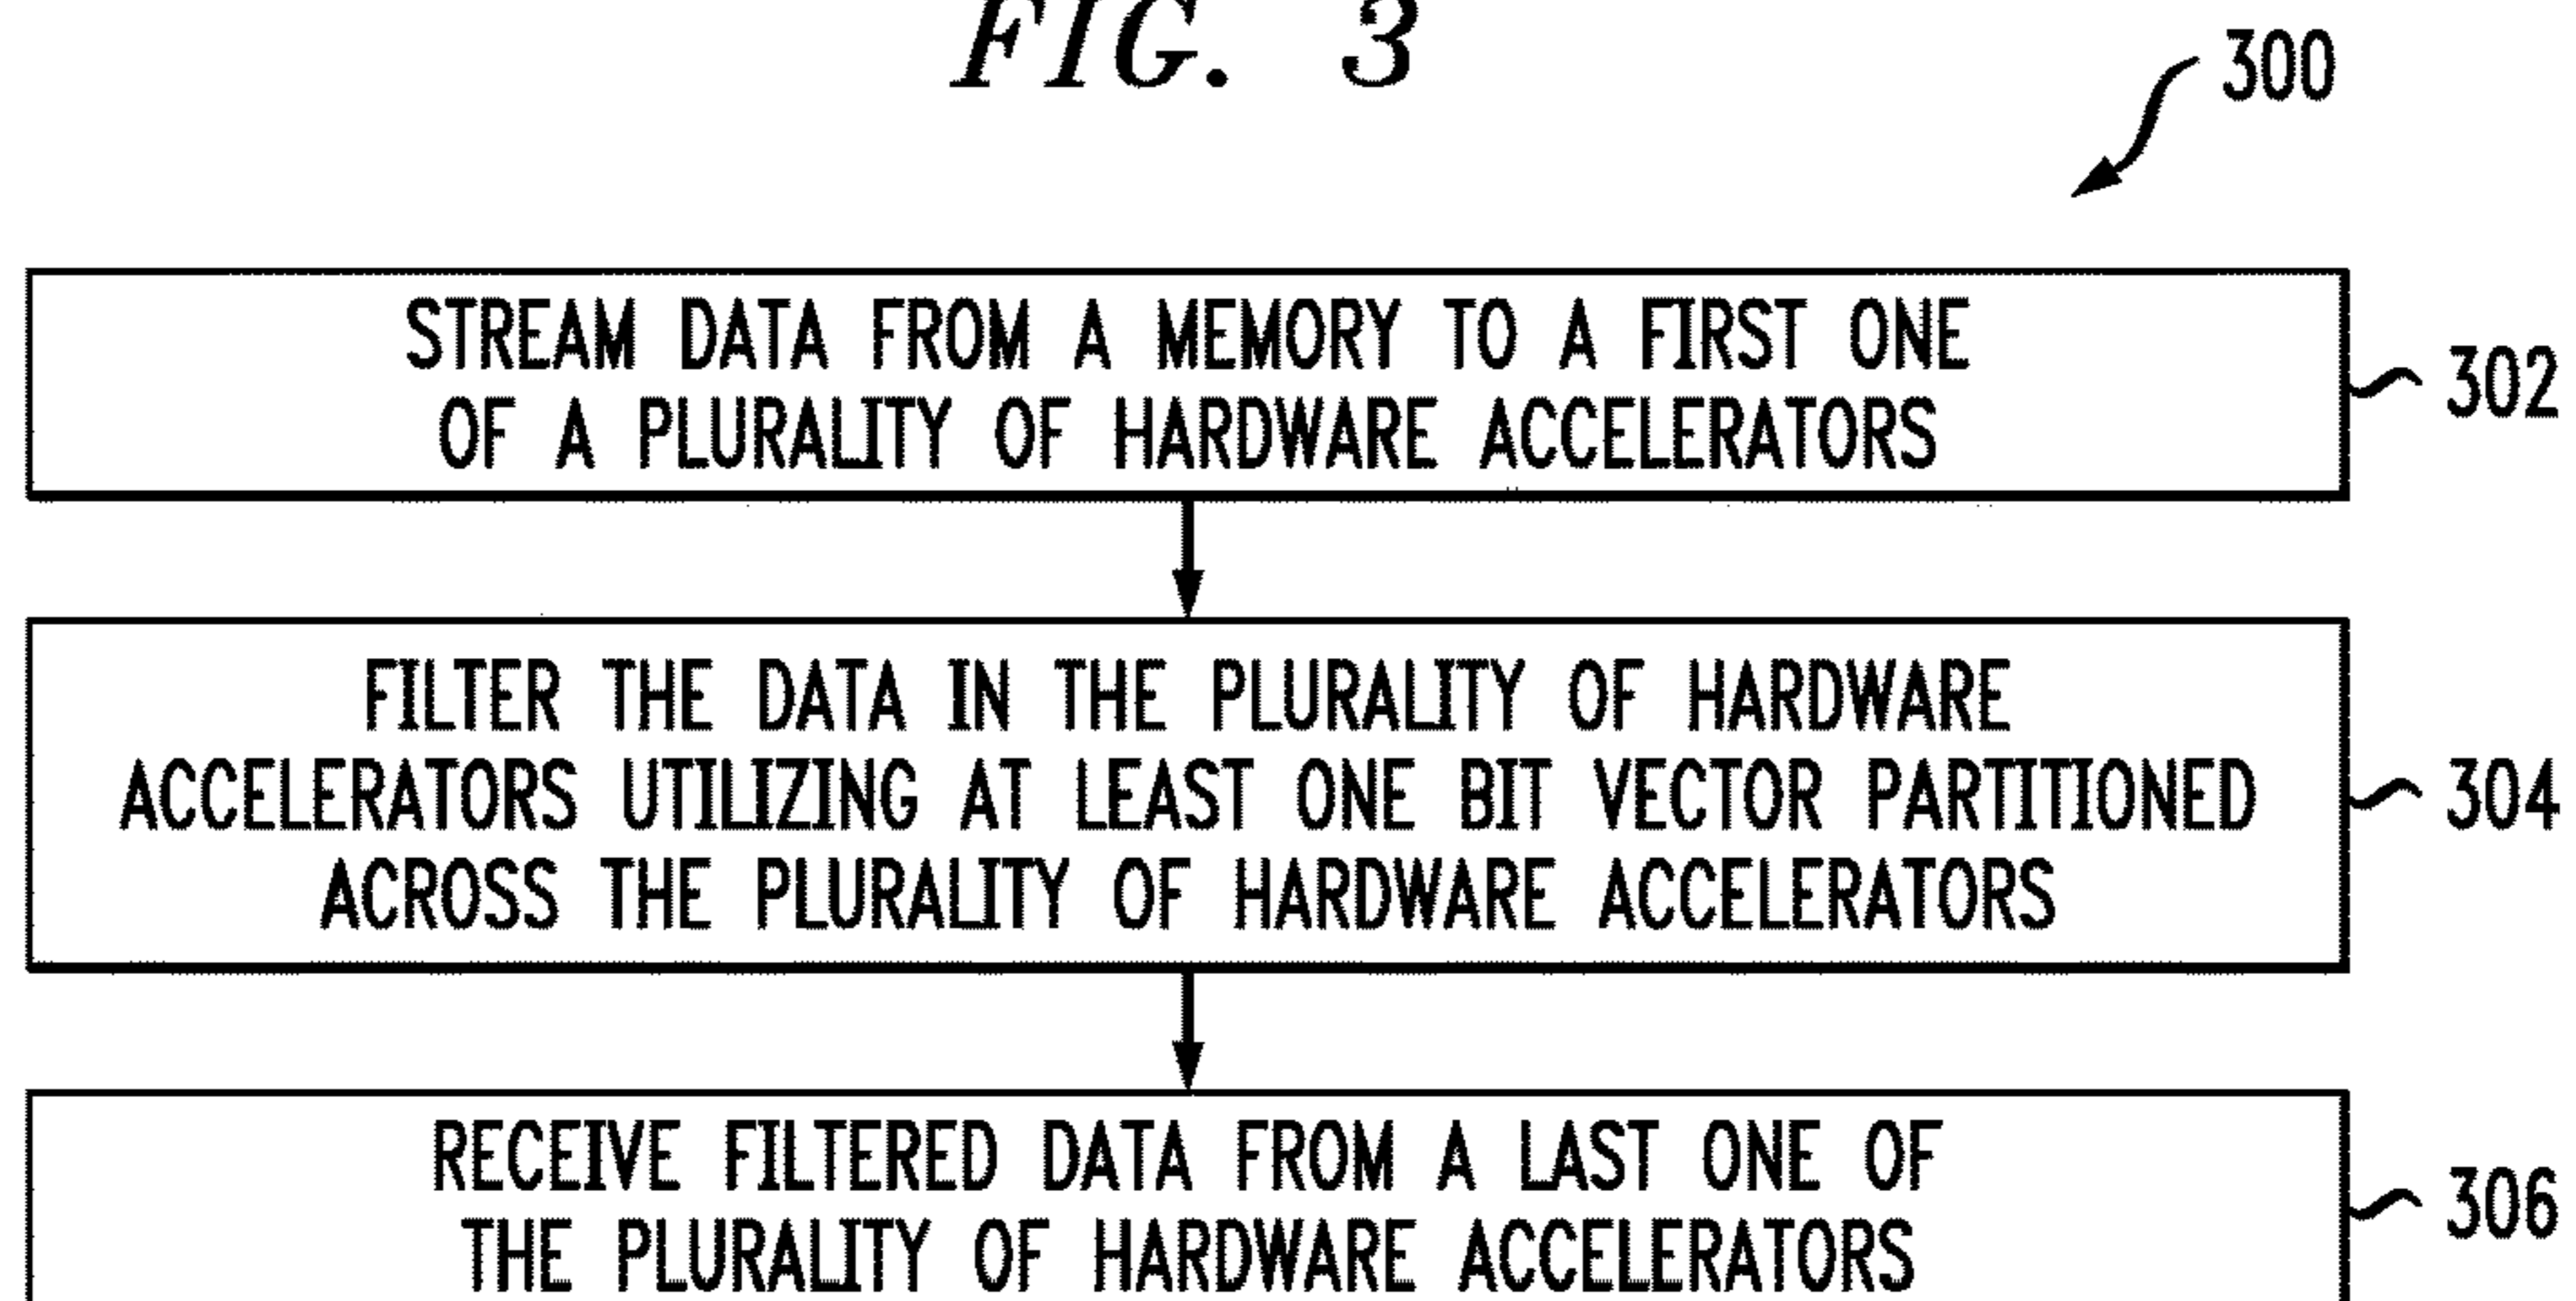 FIG. 3
300
STREAM DATA FROM A MEMORY TO A FIRST ONE
OF A PLURALITY OF HARDWARE ACCELERATORS
302
FILTER THE DATA IN THE PLURALITY OF HARDWARE
ACCELERATORS UTILIZING AT LEAST ONE BIT VECTOR PARTITIONED
ACROSS THE PLURALITY OF HARDWARE ACCELERATORS
304
RECEIVE FILTERED DATA FROM A LAST ONE OF
THE PLURALITY OF HARDWARE ACCELERATORS
306